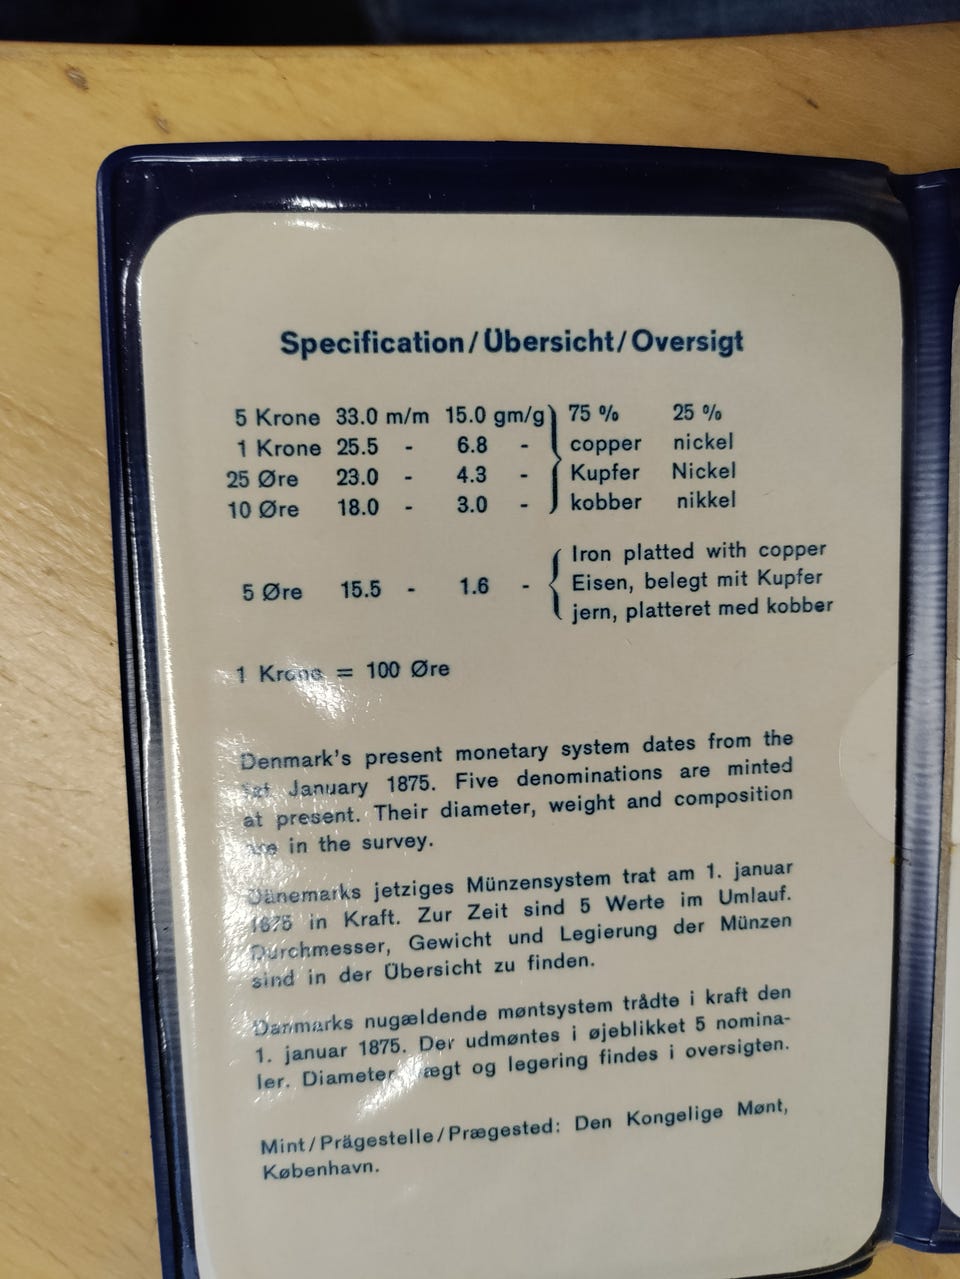 Specification/Übersicht/Oversigt
5 Krone 33.0 m/m 15.0 gm/g 75 % 25 %
1 Krone 25.5 - 6.8 - copper nickel
25 Øre 23.0 - 4.3 - Kupfer Nickel
10 Øre 18.0 - 3.0 - kobber nikkel
Iron platted with copper
5 Øre 15.5 - 1.6 - Eisen, belegt mit Kupfer
jern, platteret med kobber
1 Krone = 100 Øre
Denmark's present monetary system dates from the
1st January 1875. Five denominations are minted
at present. Their diameter, weight and composition
are in the survey.
Dänemarks jetziges Münzensystem trat am 1. januar
1875 in Kraft. Zur Zeit sind 5 Werte im Umlauf.
Durchmesser, Gewicht und Legierung der Münzen
sind in der Übersicht zu finden.
Danmarks nugældende møntsystem trådte i kraft den
1. januar 1875. Der udmøntes i øjeblikket 5 nomina-
ler. Diameter, vægt og legering findes i oversigten.
Mint/Prägestelle/Prægested: Den Kongelige Mønt,
København.